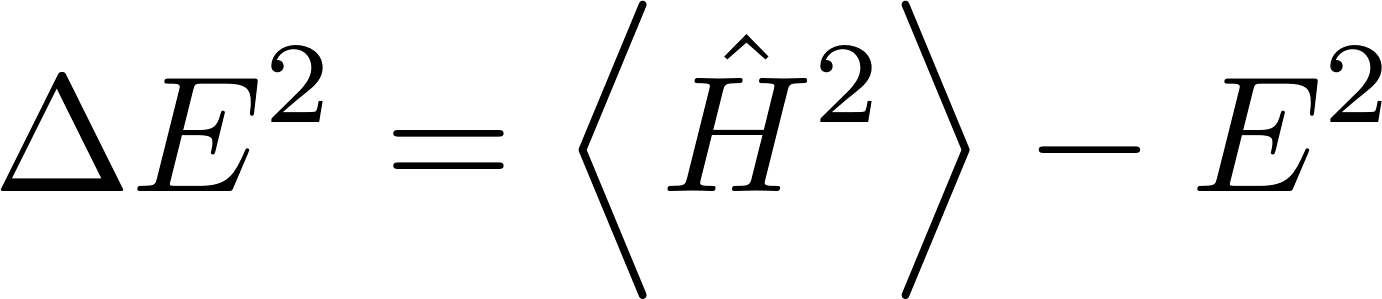 ΔE² = ⟨Ĥ²⟩ − E²